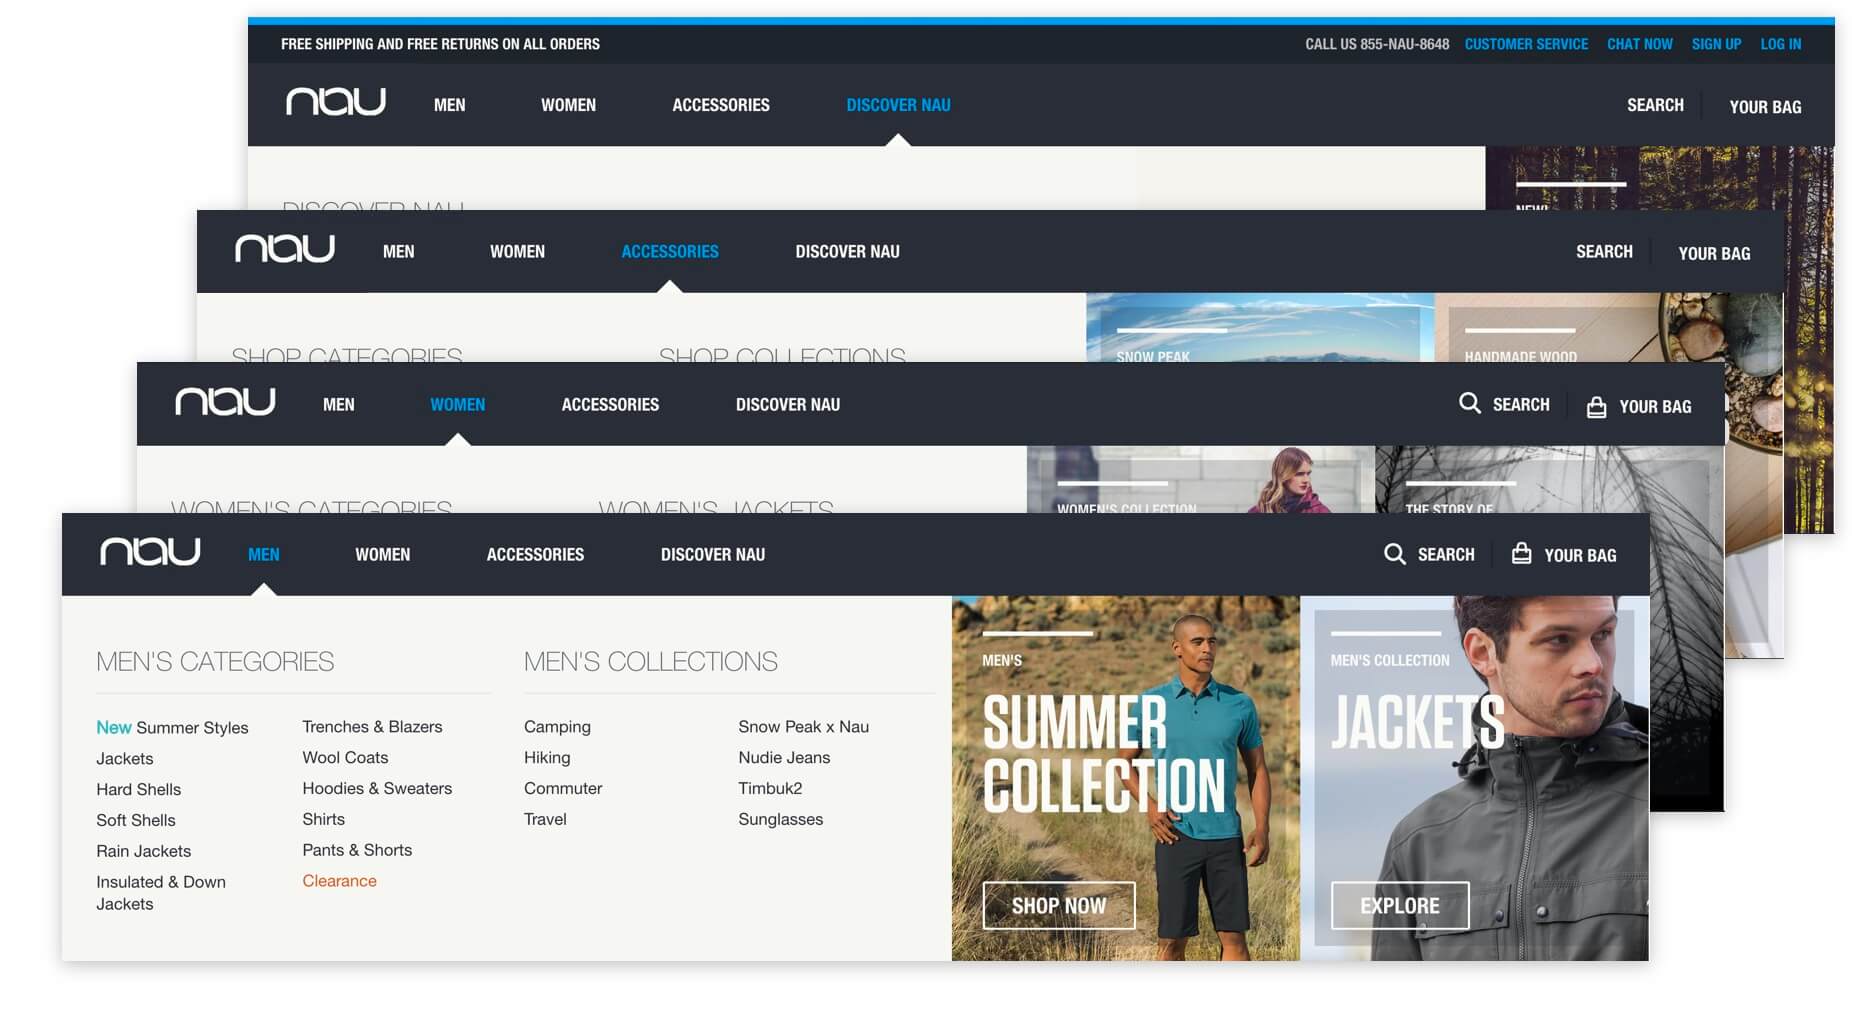 FREE SHIPPING AND FREE RETURNS ON ALL ORDERS
CALL US 855-NAU-8648 CUSTOMER SERVICE CHAT NOW SIGN UP LOG IN
nau MEN WOMEN ACCESSORIES DISCOVER NAU SEARCH YOUR BAG
DISCOVER NAU
NEW!
nau MEN WOMEN ACCESSORIES DISCOVER NAU SEARCH YOUR BAG
SHOP CATEGORIES
SHOP COLLECTIONS
SNOW PEAK
HANDMADE WOOD
nau MEN WOMEN ACCESSORIES DISCOVER NAU SEARCH YOUR BAG
WOMEN'S CATEGORIES
WOMEN'S JACKETS
WOMEN'S COLLECTION
THE STORY OF
nau MEN WOMEN ACCESSORIES DISCOVER NAU SEARCH YOUR BAG
MEN'S CATEGORIES
New Summer Styles
Jackets
Hard Shells
Soft Shells
Rain Jackets
Insulated & Down
Jackets
Trenches & Blazers
Wool Coats
Hoodies & Sweaters
Shirts
Pants & Shorts
Clearance
MEN'S COLLECTIONS
Camping
Hiking
Commuter
Travel
Snow Peak x Nau
Nudie Jeans
Timbuk2
Sunglasses
MEN'S
SUMMER
COLLECTION
SHOP NOW
MEN'S COLLECTION
JACKETS
EXPLORE